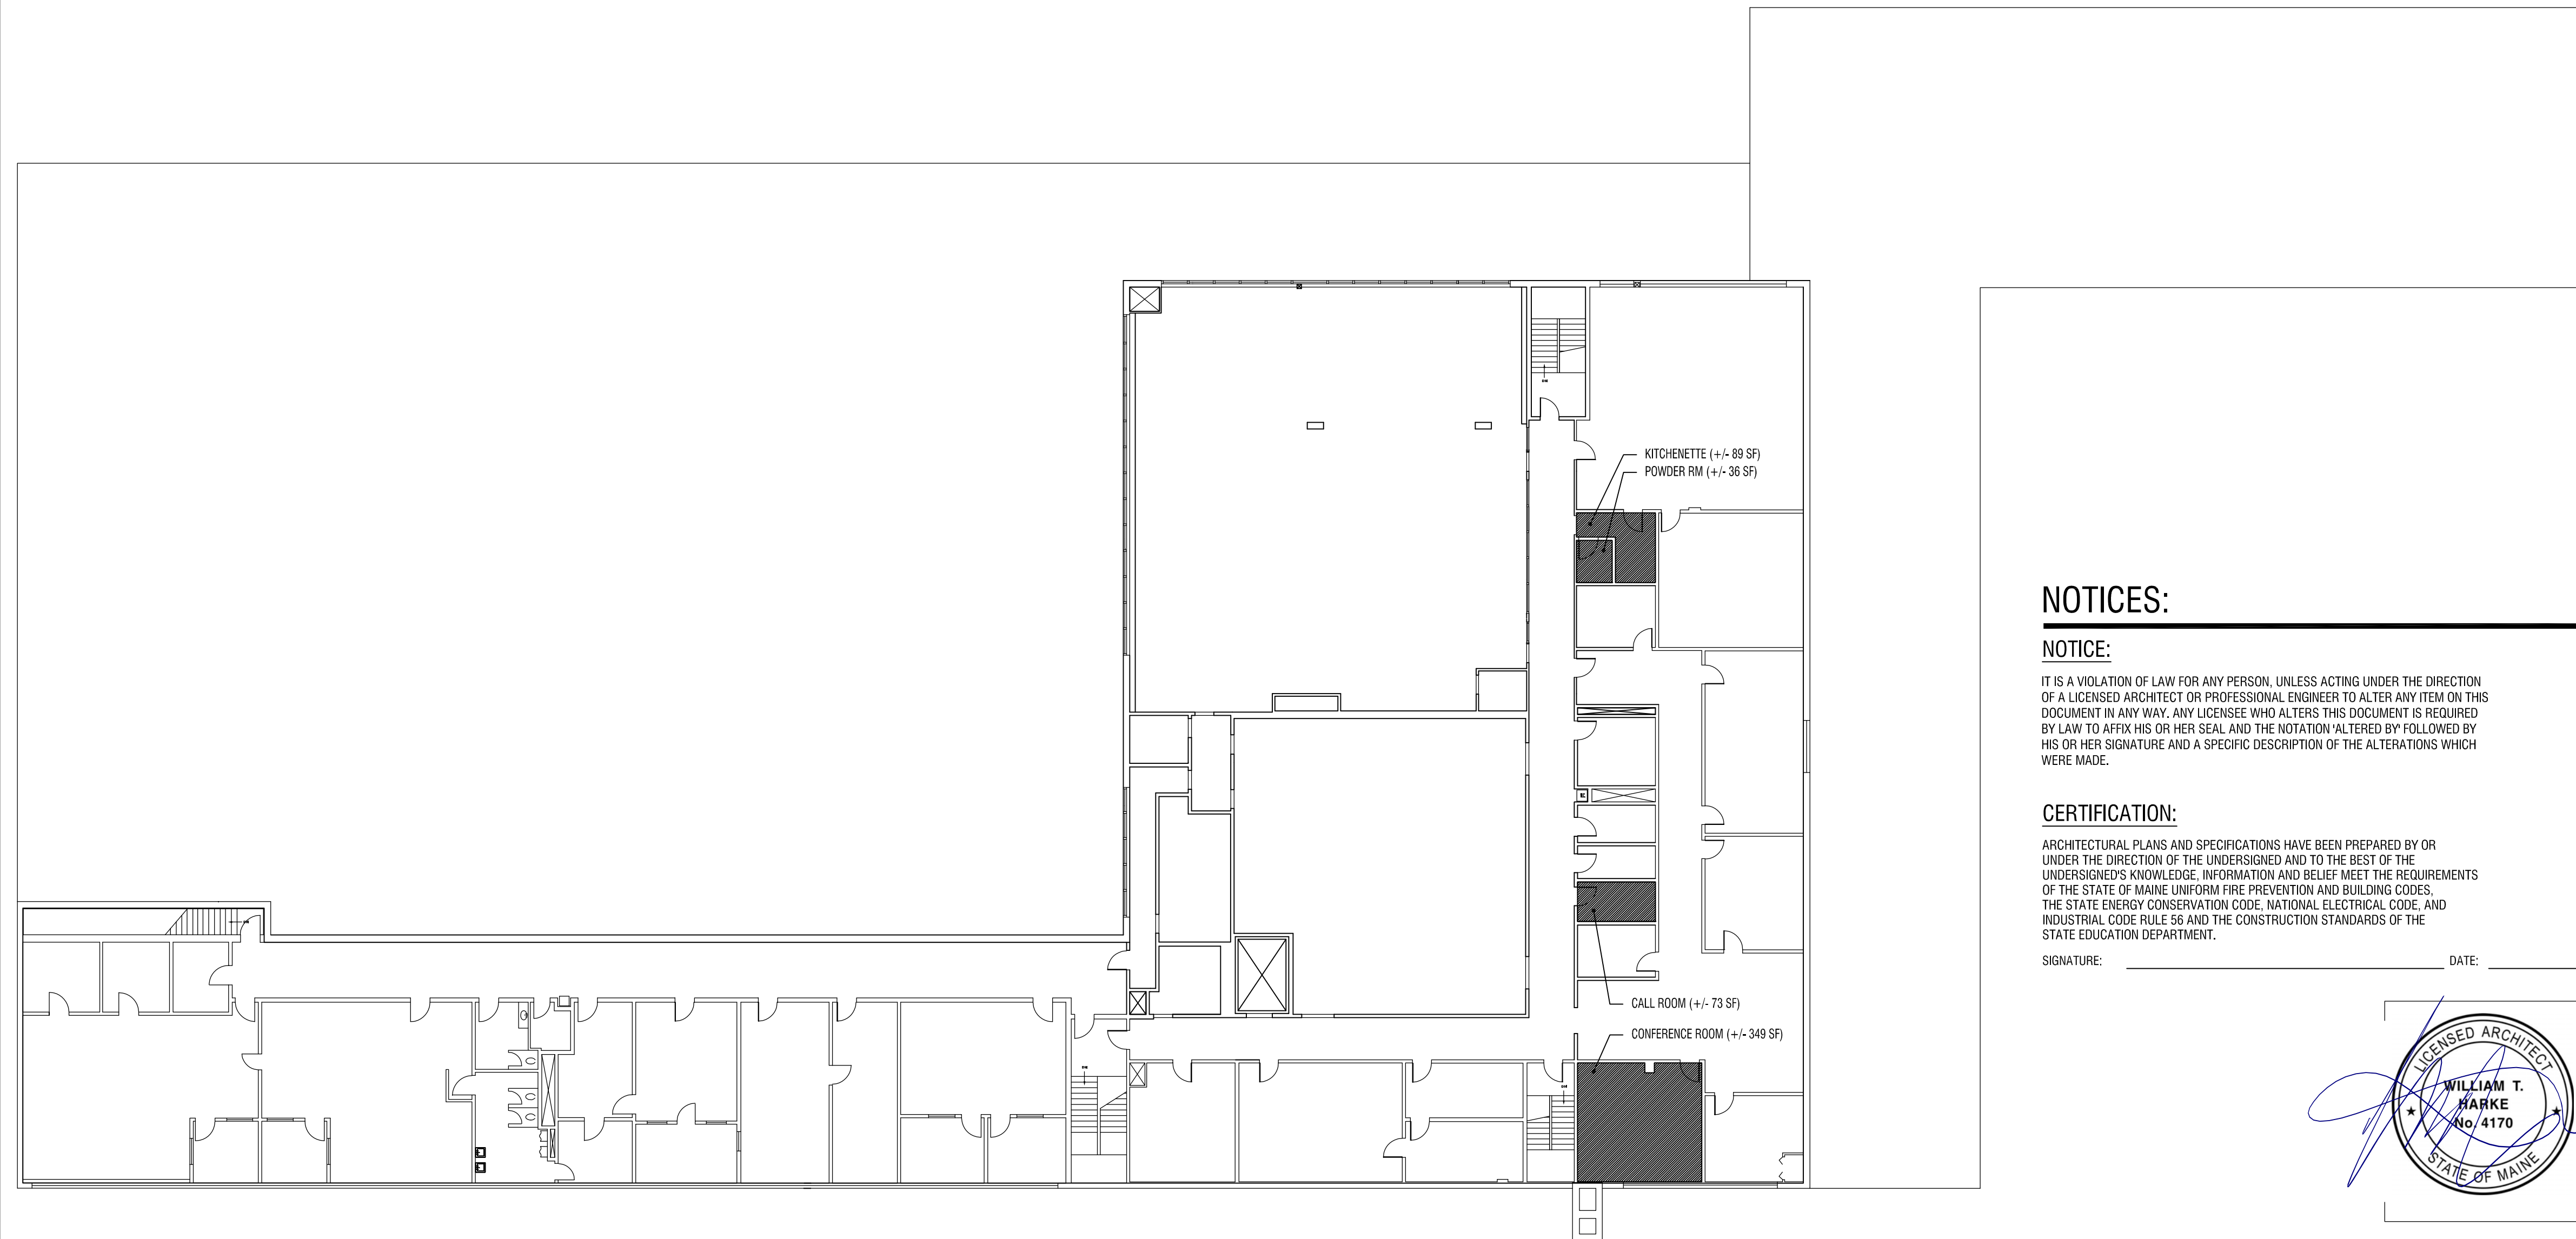 KITCHENETTE (+/- 89 SF)
POWDER RM (+/- 36 SF)
CALL ROOM (+/- 73 SF)
CONFERENCE ROOM (+/- 349 SF)
NOTICES:
NOTICE:
IT IS A VIOLATION OF LAW FOR ANY PERSON, UNLESS ACTING UNDER THE DIRECTION
OF A LICENSED ARCHITECT OR PROFESSIONAL ENGINEER TO ALTER ANY ITEM ON THIS
DOCUMENT IN ANY WAY. ANY LICENSEE WHO ALTERS THIS DOCUMENT IS REQUIRED
BY LAW TO AFFIX HIS OR HER SEAL AND THE NOTATION 'ALTERED BY' FOLLOWED BY
HIS OR HER SIGNATURE AND A SPECIFIC DESCRIPTION OF THE ALTERATIONS WHICH
WERE MADE.
CERTIFICATION:
ARCHITECTURAL PLANS AND SPECIFICATIONS HAVE BEEN PREPARED BY OR
UNDER THE DIRECTION OF THE UNDERSIGNED AND TO THE BEST OF THE
UNDERSIGNED'S KNOWLEDGE, INFORMATION AND BELIEF MEET THE REQUIREMENTS
OF THE STATE OF MAINE UNIFORM FIRE PREVENTION AND BUILDING CODES,
THE STATE ENERGY CONSERVATION CODE, NATIONAL ELECTRICAL CODE, AND
INDUSTRIAL CODE RULE 56 AND THE CONSTRUCTION STANDARDS OF THE
STATE EDUCATION DEPARTMENT.
SIGNATURE: DATE:
LICENSED ARCHITECT
WILLIAM T.
HARKE
No. 4170
STATE OF MAINE